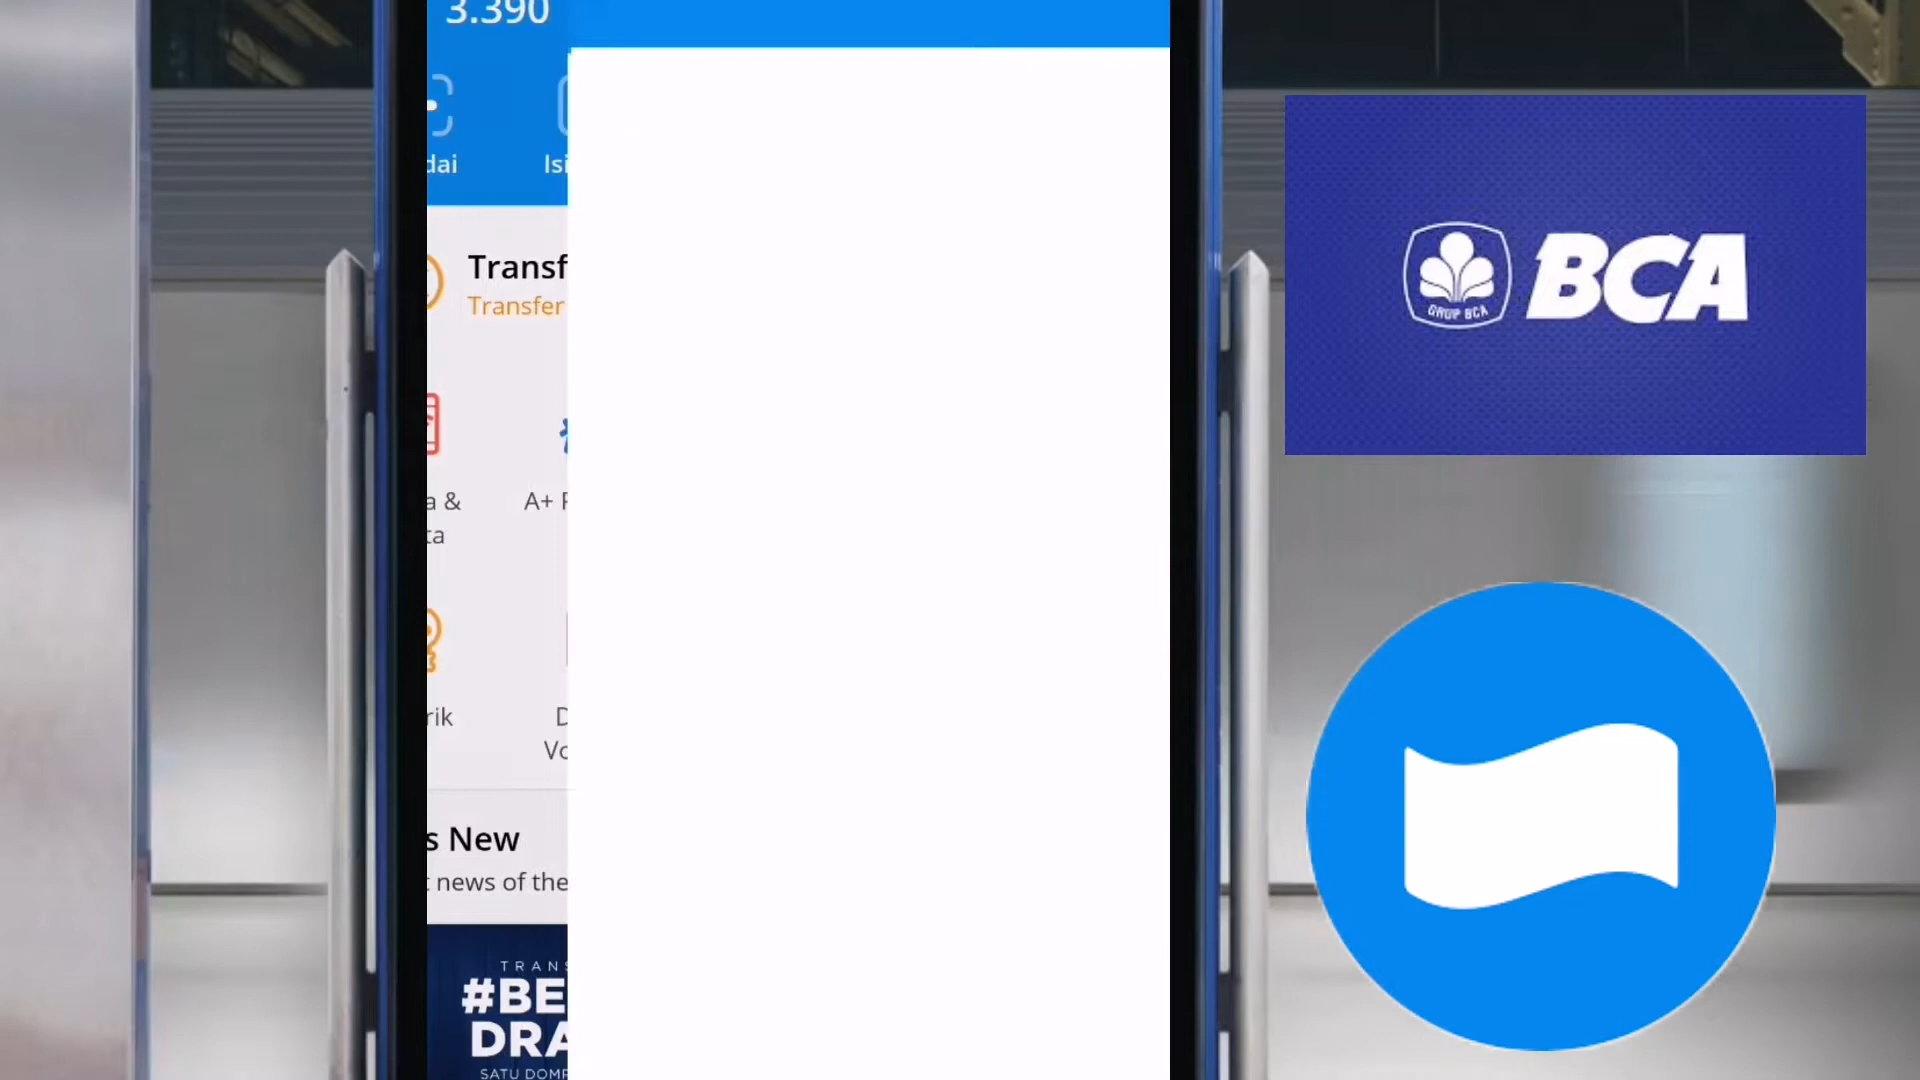 3.390
dai
Isi
Transf
Transfer
a &
ta
A+
rik
Vo
s New
news of the
TRANS
#BE
DRA
SATU DOMP
GRUP BCA
BCA